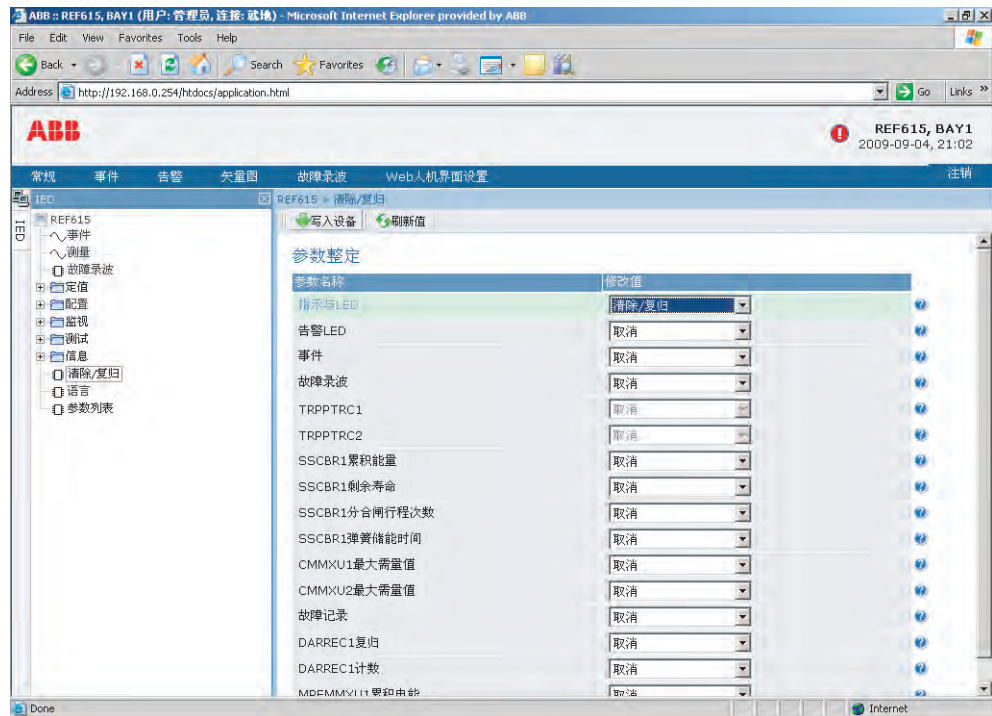 ABB :: REF615, BAY1 (用户: 管理员, 连接: 就地) - Microsoft Internet Explorer provided by ABB
File Edit View Favorites Tools Help
Back Search Favorites
Address http://192.168.0.254/htdocs/application.html Go Links »
ABB
REF615, BAY1
2009-09-04, 21:02
常规 事件 告警 矢量图 故障录波 Web人机界面设置 注销
IED
IED
REF615 > 清除/复归
REF615
事件
测量
故障录波
定值
配置
监视
测试
信息
清除/复归
语言
参数列表
写入设备 刷新值
参数整定
参数名称 修改值
指示与LED 清除/复归
告警LED 取消
事件 取消
故障录波 取消
TRPPTRC1 取消
TRPPTRC2 取消
SSCBR1累积能量 取消
SSCBR1剩余寿命 取消
SSCBR1分合闸行程次数 取消
SSCBR1弹簧储能时间 取消
CMMXU1最大需量值 取消
CMMXU2最大需量值 取消
故障记录 取消
DARREC1复归 取消
DARREC1计数 取消
取消
Done Internet